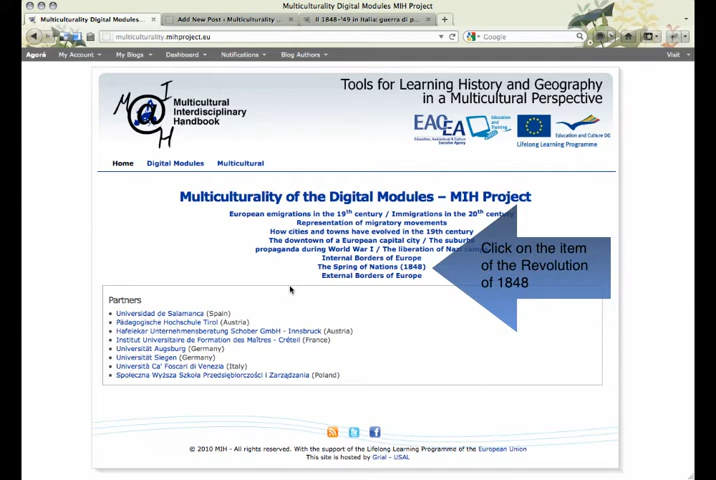 Multiculturality Digital Modules MIH Project
Multiculturality Digital Modules...
Add New Post ‹ Multiculturality ...
Il 1848-'49 in Italia: guerra di p...
multiculturality.mihproject.eu
Google
Agorá My Account My Blogs Dashboard Notifications Blog Authors Visit
M I H
Multicultural
Interdisciplinary
Handbook
Tools for Learning History and Geography
in a Multicultural Perspective
EACEA
Education, Audiovisual & Culture
Executive Agency
Education and Training
Lifelong Learning Programme
Education and Culture DG
Home Digital Modules Multicultural
Multiculturality of the Digital Modules – MIH Project
European emigrations in the 19th century / Immigrations in the 20th century
Representation of migratory movements
How cities and towns have evolved in the 19th century
The downtown of a European capital city / The suburbs
propaganda during World War I / The liberation of Nazi camps
Internal Borders of Europe
The Spring of Nations (1848)
External Borders of Europe
Click on the item
of the Revolution
of 1848
Partners
Universidad de Salamanca (Spain)
Pädagogische Hochschule Tirol (Austria)
Hafelekar Unternehmensberatung Schober GmbH - Innsbruck (Austria)
Institut Universitaire de Formation des Maîtres - Créteil (France)
Universität Augsburg (Germany)
Universität Siegen (Germany)
Università Ca' Foscari di Venezia (Italy)
Społeczna Wyższa Szkoła Przedsiębiorczości i Zarządzania (Poland)
© 2010 MIH - All rights reserved. With the support of the Lifelong Learning Programme of the European Union
This site is hosted by Grial - USAL